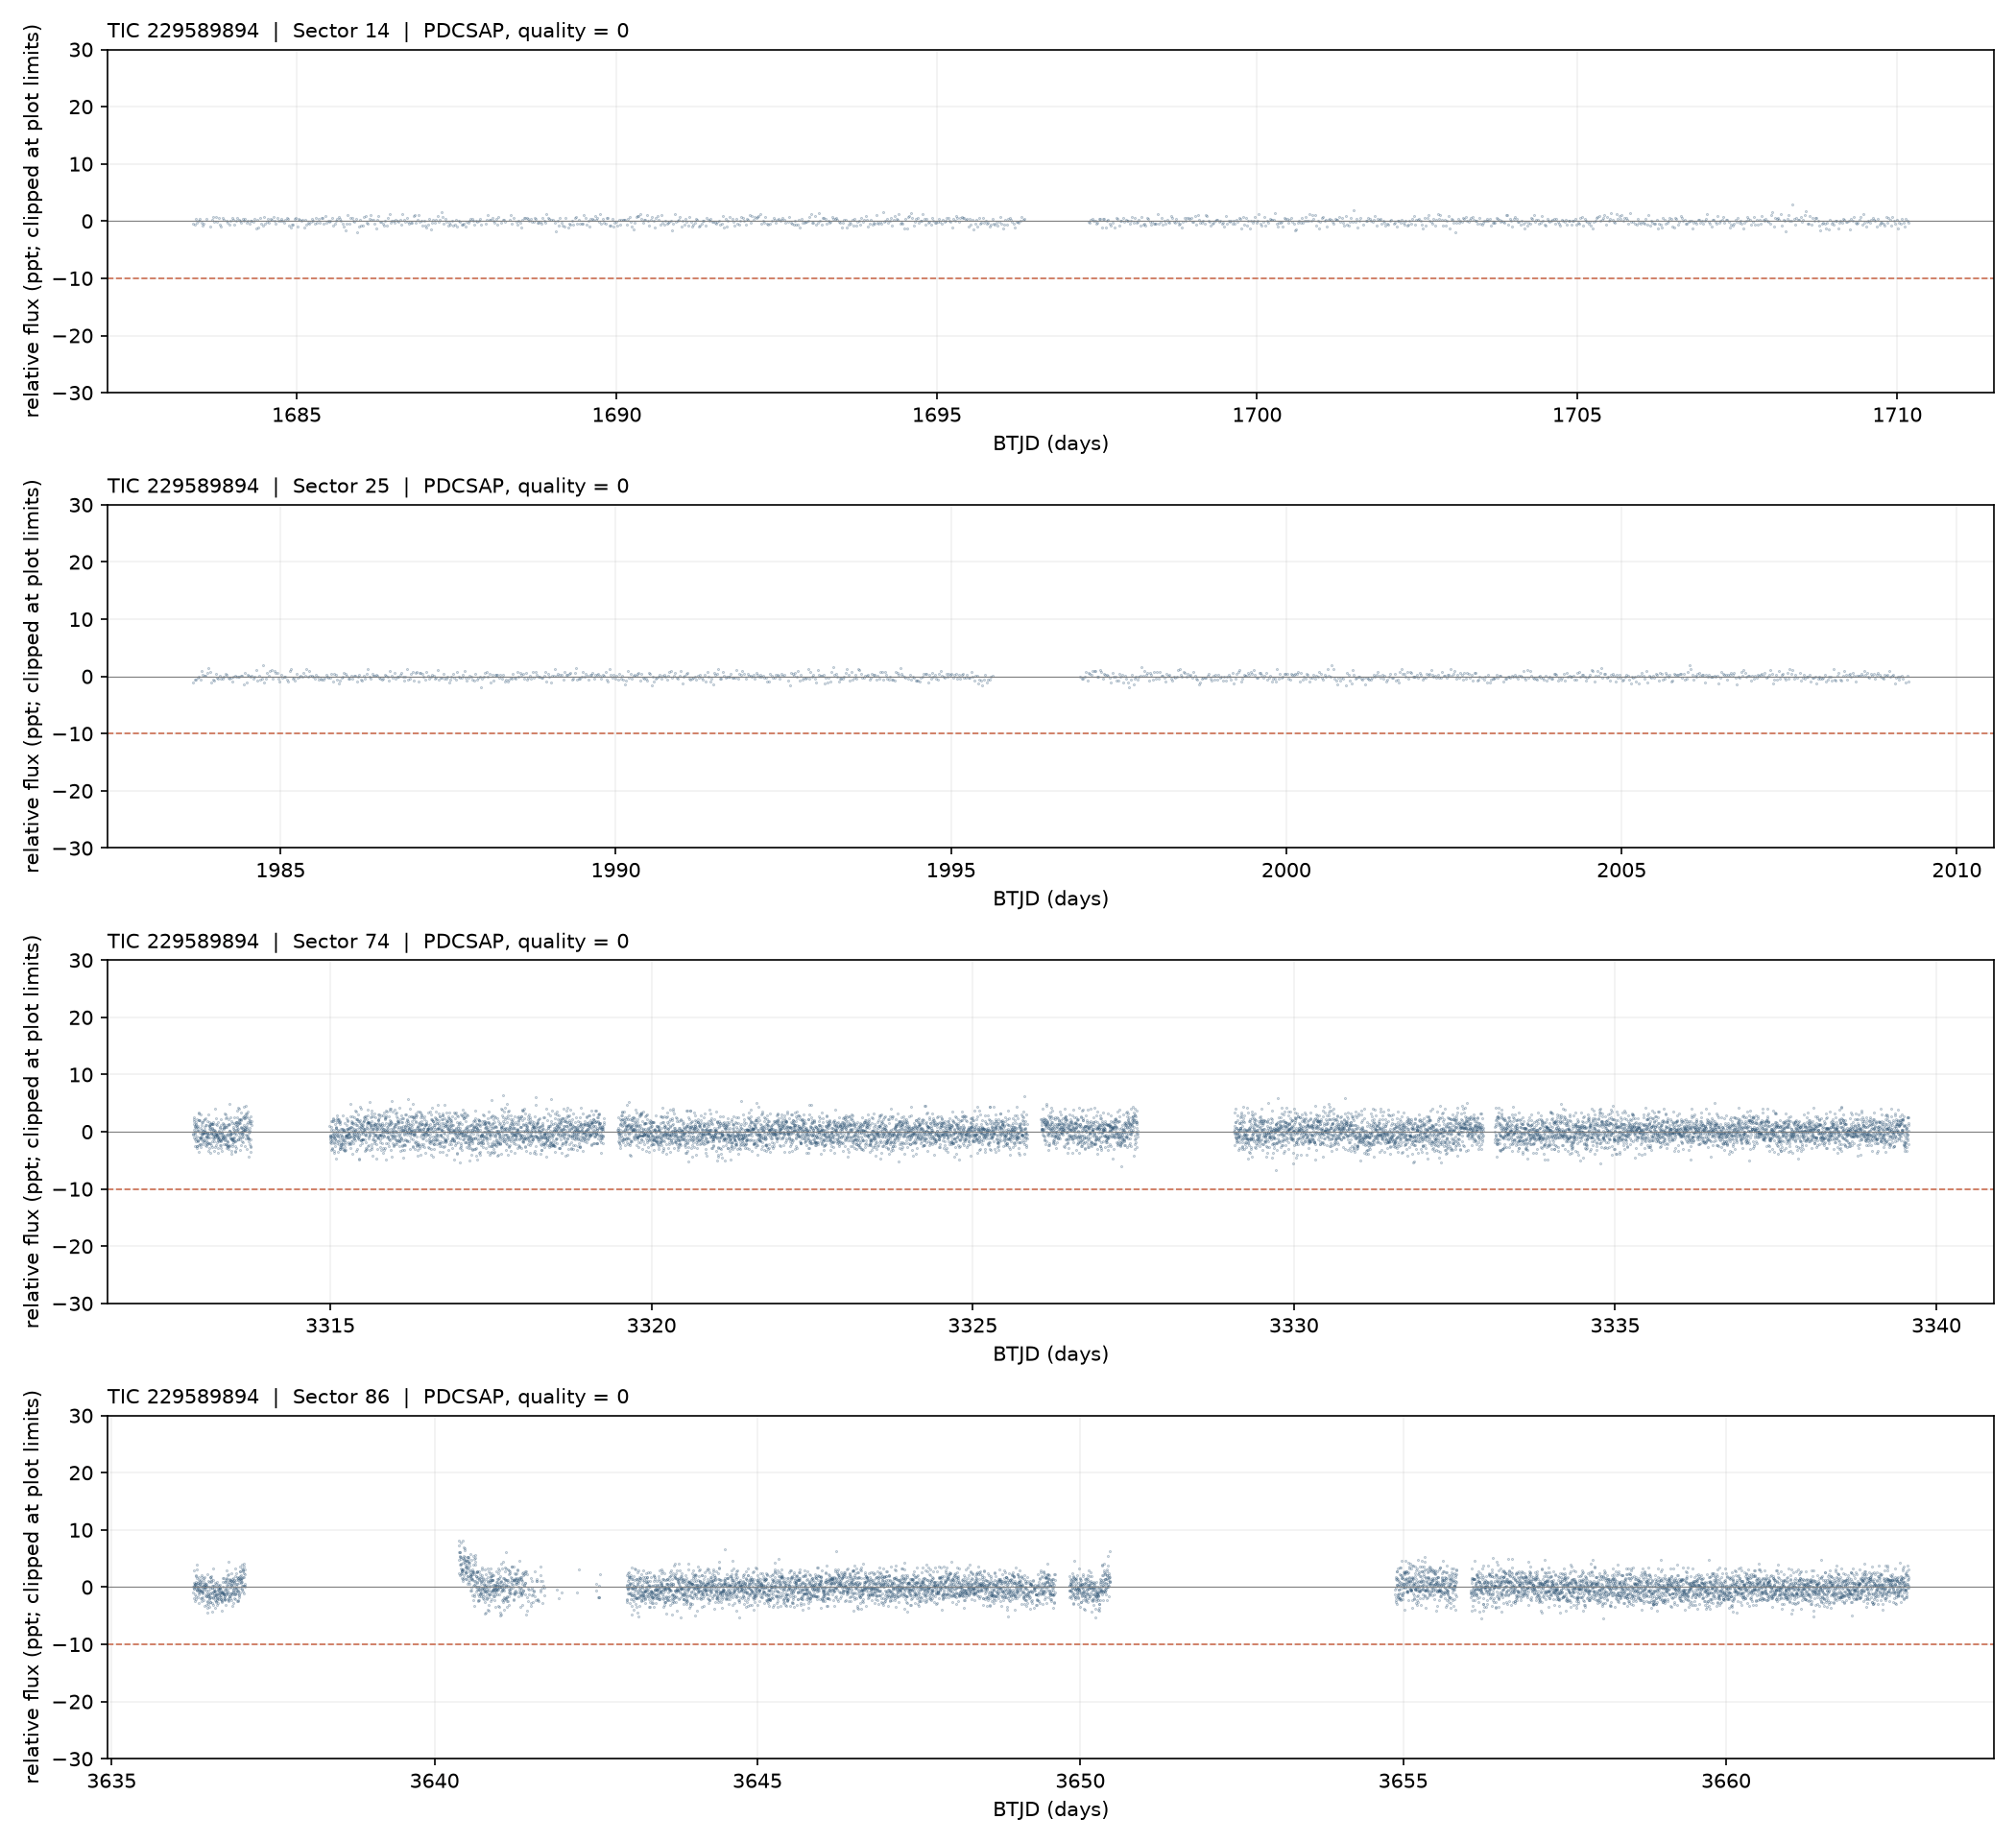 TIC 229589894 | Sector 14 | PDCSAP, quality = 0
relative flux (ppt; clipped at plot limits)
30
20
10
0
−10
−20
−30
1685 1690 1695 1700 1705 1710
BTJD (days)
TIC 229589894 | Sector 25 | PDCSAP, quality = 0
relative flux (ppt; clipped at plot limits)
30
20
10
0
−10
−20
−30
1985 1990 1995 2000 2005 2010
BTJD (days)
TIC 229589894 | Sector 74 | PDCSAP, quality = 0
relative flux (ppt; clipped at plot limits)
30
20
10
0
−10
−20
−30
3315 3320 3325 3330 3335 3340
BTJD (days)
TIC 229589894 | Sector 86 | PDCSAP, quality = 0
relative flux (ppt; clipped at plot limits)
30
20
10
0
−10
−20
−30
3635 3640 3645 3650 3655 3660
BTJD (days)